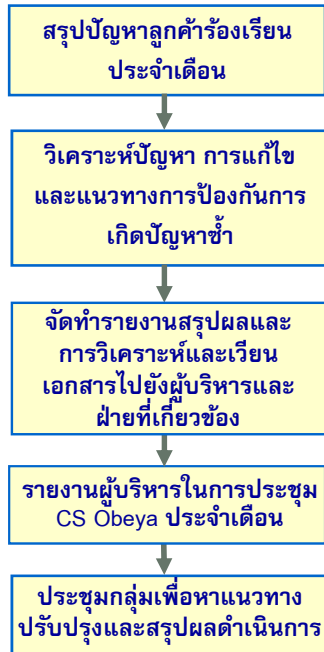 สรุปปัญหาลูกค้าร้องเรียน
ประจำเดือน
วิเคราะห์ปัญหา การแก้ไข
และแนวทางการป้องกันการ
เกิดปัญหาซ้ำ
จัดทำรายงานสรุปผลและ
การวิเคราะห์และเวียน
เอกสารไปยังผู้บริหารและ
ฝ่ายที่เกี่ยวข้อง
รายงานผู้บริหารในการประชุม
CS Obeya ประจำเดือน
ประชุมกลุ่มเพื่อหาแนวทาง
ปรับปรุงและสรุปผลดำเนินการ